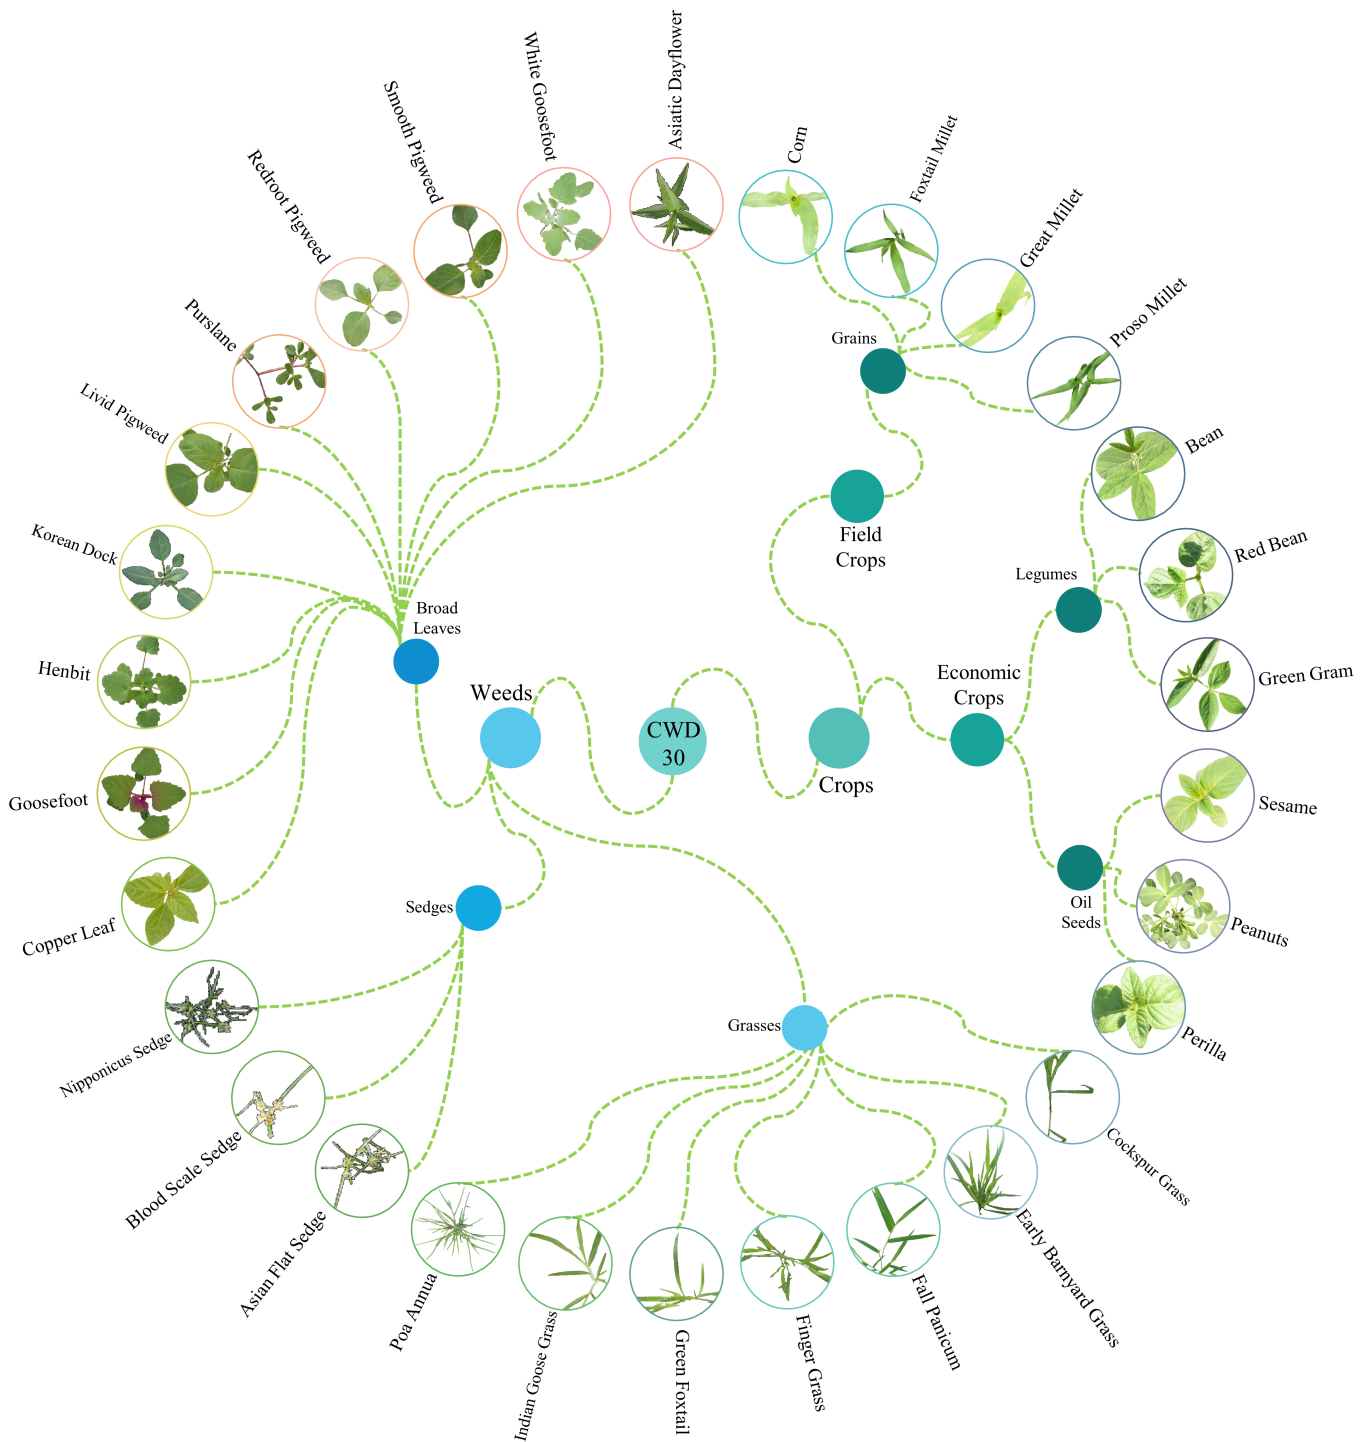 Asiatic Dayflower
White Goosefoot
Smooth Pigweed
Redroot Pigweed
Purslane
Livid Pigweed
Korean Dock
Henbit
Goosefoot
Copper Leaf
Nipponicus Sedge
Blood Scale Sedge
Asian Flat Sedge
Poa Annua
Indian Goose Grass
Green Foxtail
Finger Grass
Fall Panicum
Early Barnyard Grass
Cockspur Grass
Perilla
Peanuts
Sesame
Green Gram
Red Bean
Bean
Proso Millet
Great Millet
Foxtail Millet
Corn
Grains
Field
Crops
Legumes
Economic
Crops
Oil
Seeds
Crops
CWD
30
Weeds
Broad
Leaves
Sedges
Grasses